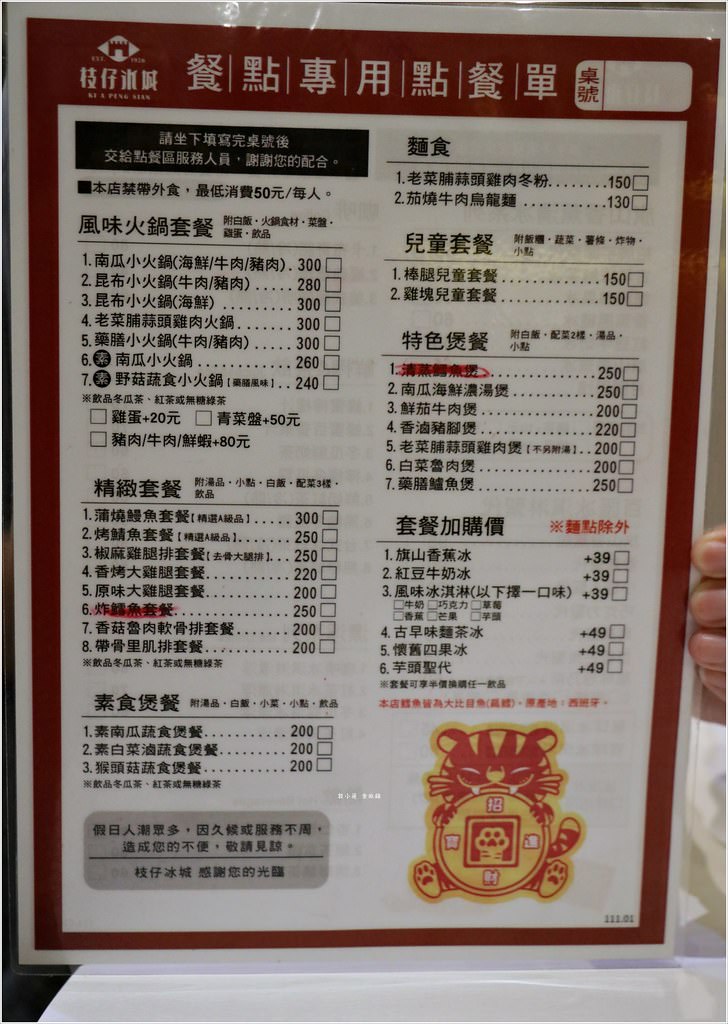 EST. 1926
枝仔冰城
KI A PENG SIAN
餐點專用點餐單
桌號
請坐下填寫完桌號後
交給點餐區服務人員，謝謝您的配合。
■本店禁帶外食，最低消費50元/每人。
風味火鍋套餐 附白飯・火鍋食材・菜盤・
雞蛋・飲品
1.南瓜小火鍋(海鮮/牛肉/豬肉). 300
2.昆布小火鍋(牛肉/豬肉)...... 280
3.昆布小火鍋(海鮮)............ 300
4.老菜脯蒜頭雞肉火鍋.......... 300
5.藥膳小火鍋(牛肉/豬肉)...... 300
6.素 南瓜小火鍋............... 260
7.素 野菇蔬食小火鍋【藥膳風味】.. 240
※飲品冬瓜茶、紅茶或無糖綠茶
□ 雞蛋+20元 □ 青菜盤+50元
□ 豬肉/牛肉/鮮蝦+80元
精緻套餐 附湯品・小點・白飯・配菜3樣・
飲品
1.蒲燒鰻魚套餐【精選A級品】..... 300
2.烤鯖魚套餐【精選A級品】....... 250
3.椒麻雞腿排套餐【去骨大腿排】... 250
4.香烤大雞腿套餐............... 220
5.原味大雞腿套餐............... 200
6.炸鱈魚套餐................... 250
7.香菇魯肉軟骨排套餐........... 200
8.帶骨里肌排套餐............... 200
※飲品冬瓜茶、紅茶或無糖綠茶
素食煲餐 附湯品・白飯・小菜・小點・飲品
1.素南瓜蔬食煲餐............... 200
2.素白菜滷蔬食煲餐............. 200
3.猴頭菇蔬食煲餐............... 200
※飲品冬瓜茶、紅茶或無糖綠茶
假日人潮眾多，因久候或服務不周，
造成您的不便，敬請見諒。
枝仔冰城 感謝您的光臨
麵食
1.老菜脯蒜頭雞肉冬粉........150
2.茄燒牛肉烏龍麵............130
兒童套餐 附飯糰・蔬菜・薯條・炸物・
小點
1.棒腿兒童套餐..............150
2.雞塊兒童套餐..............150
特色煲餐 附白飯・配菜2樣・湯品・
小點
1.清蒸鱈魚煲................250
2.南瓜海鮮濃湯煲............250
3.鮮茄牛肉煲................200
4.香滷豬腳煲................220
5.老菜脯蒜頭雞肉煲【不另附湯】..200
6.白菜魯肉煲................200
7.藥膳鱸魚煲................250
套餐加購價 ※麵點除外
1.旗山香蕉冰 +39
2.紅豆牛奶冰 +39
3.風味冰淇淋(以下擇一口味) +39
□牛奶 □巧克力 □草莓
□香蕉 □芒果 □芋頭
4.古早味麵茶冰 +49
5.懷舊四果冰 +49
6.芋頭聖代 +49
※套餐可享半價換購任一飲品
本店鱈魚皆為大比目魚(扁鱈)，原產地：西班牙。
招
寶 進
財
111.01